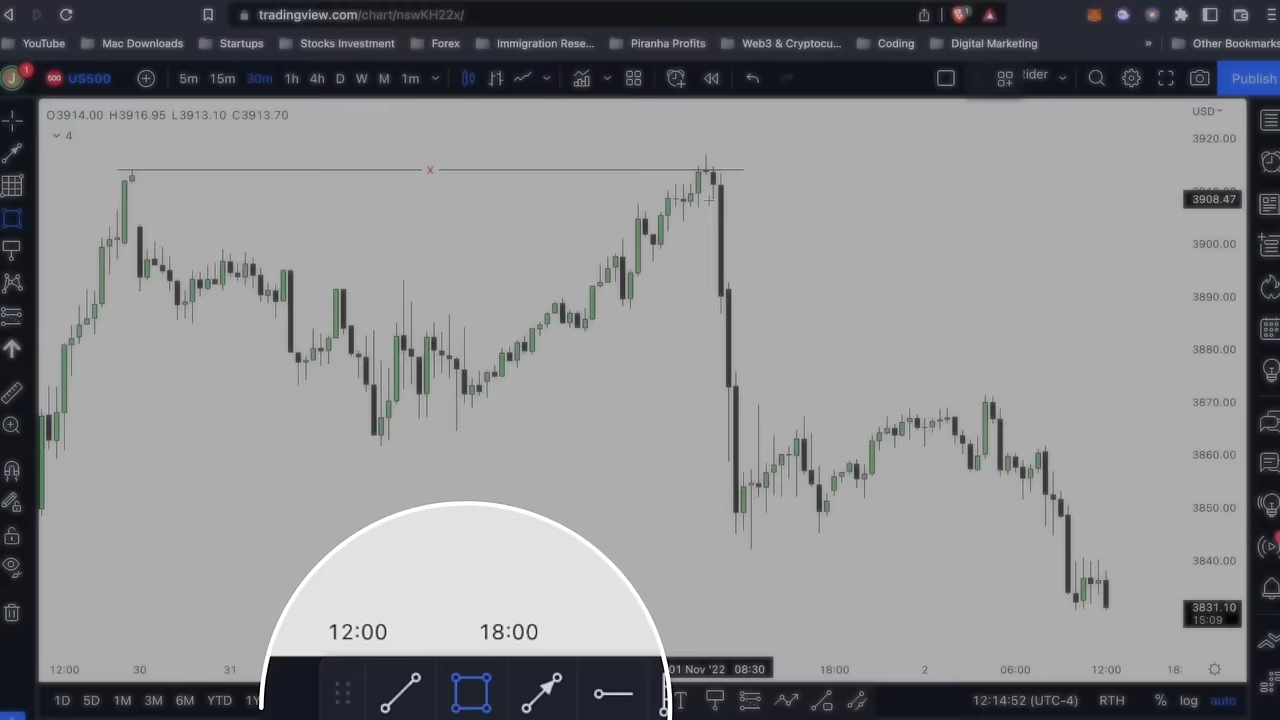 tradingview.com/chart/nswKH22x/
1
YouTube Mac Downloads Startups Stocks Investment Forex Immigration Rese... Piranha Profits Web3 & Cryptocu... Coding Digital Marketing » Other Bookmarks
J 1 500 US500 5m 15m 30m 1h 4h D W M 1m Publish
O3914.00 H3916.95 L3913.10 C3913.70
4
USD
3920.00
X
3908.47
3900.00
3890.00
3880.00
3870.00
3860.00
3850.00
3840.00
3831.10
15:09
12:00 18:00
12:00 30 31 01 Nov '22 08:30 18:00 2 06:00 12:00 18:
1D 5D 1M 3M 6M YTD 1Y T 12:14:52 (UTC-4) RTH % log auto